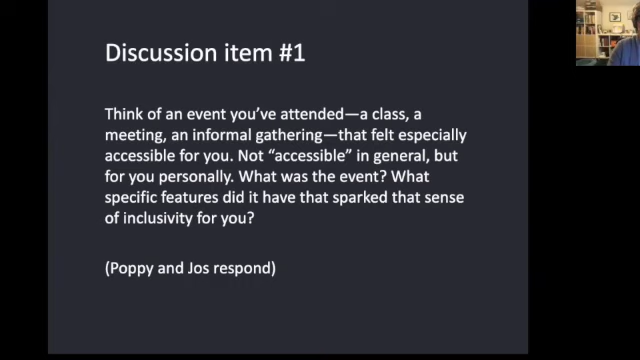 Discussion item #1
Think of an event you’ve attended—a class, a
meeting, an informal gathering—that felt especially
accessible for you. Not “accessible” in general, but
for you personally. What was the event? What
specific features did it have that sparked that sense
of inclusivity for you?
(Poppy and Jos respond)